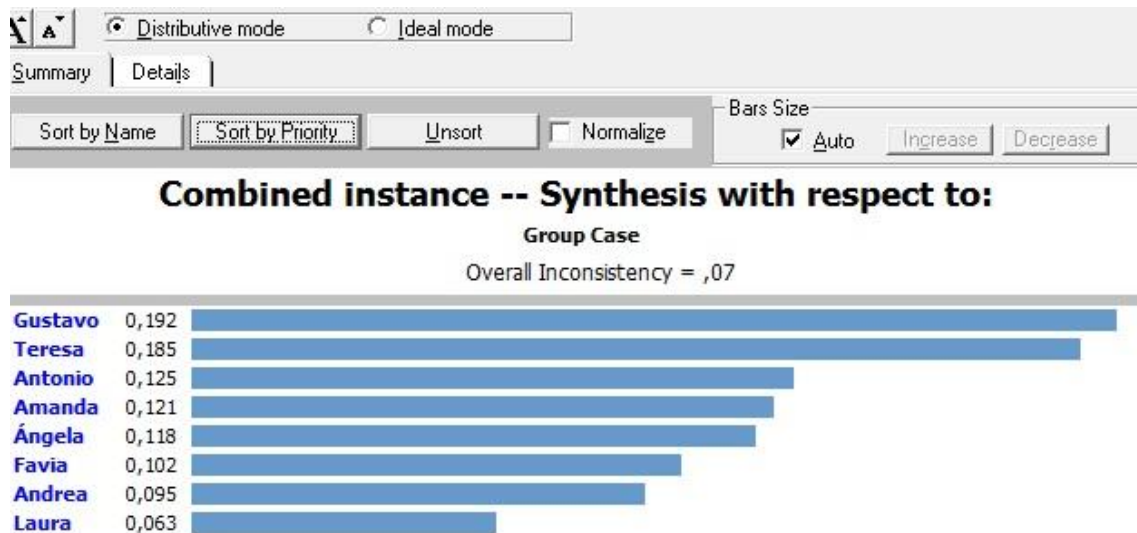 A A Distributive mode Ideal mode
Summary Details
Sort by Name Sort by Priority Unsort Normalize Bars Size Auto Increase Decrease
Combined instance -- Synthesis with respect to:
Group Case
Overall Inconsistency = ,07
Gustavo 0,192
Teresa 0,185
Antonio 0,125
Amanda 0,121
Ángela 0,118
Favia 0,102
Andrea 0,095
Laura 0,063